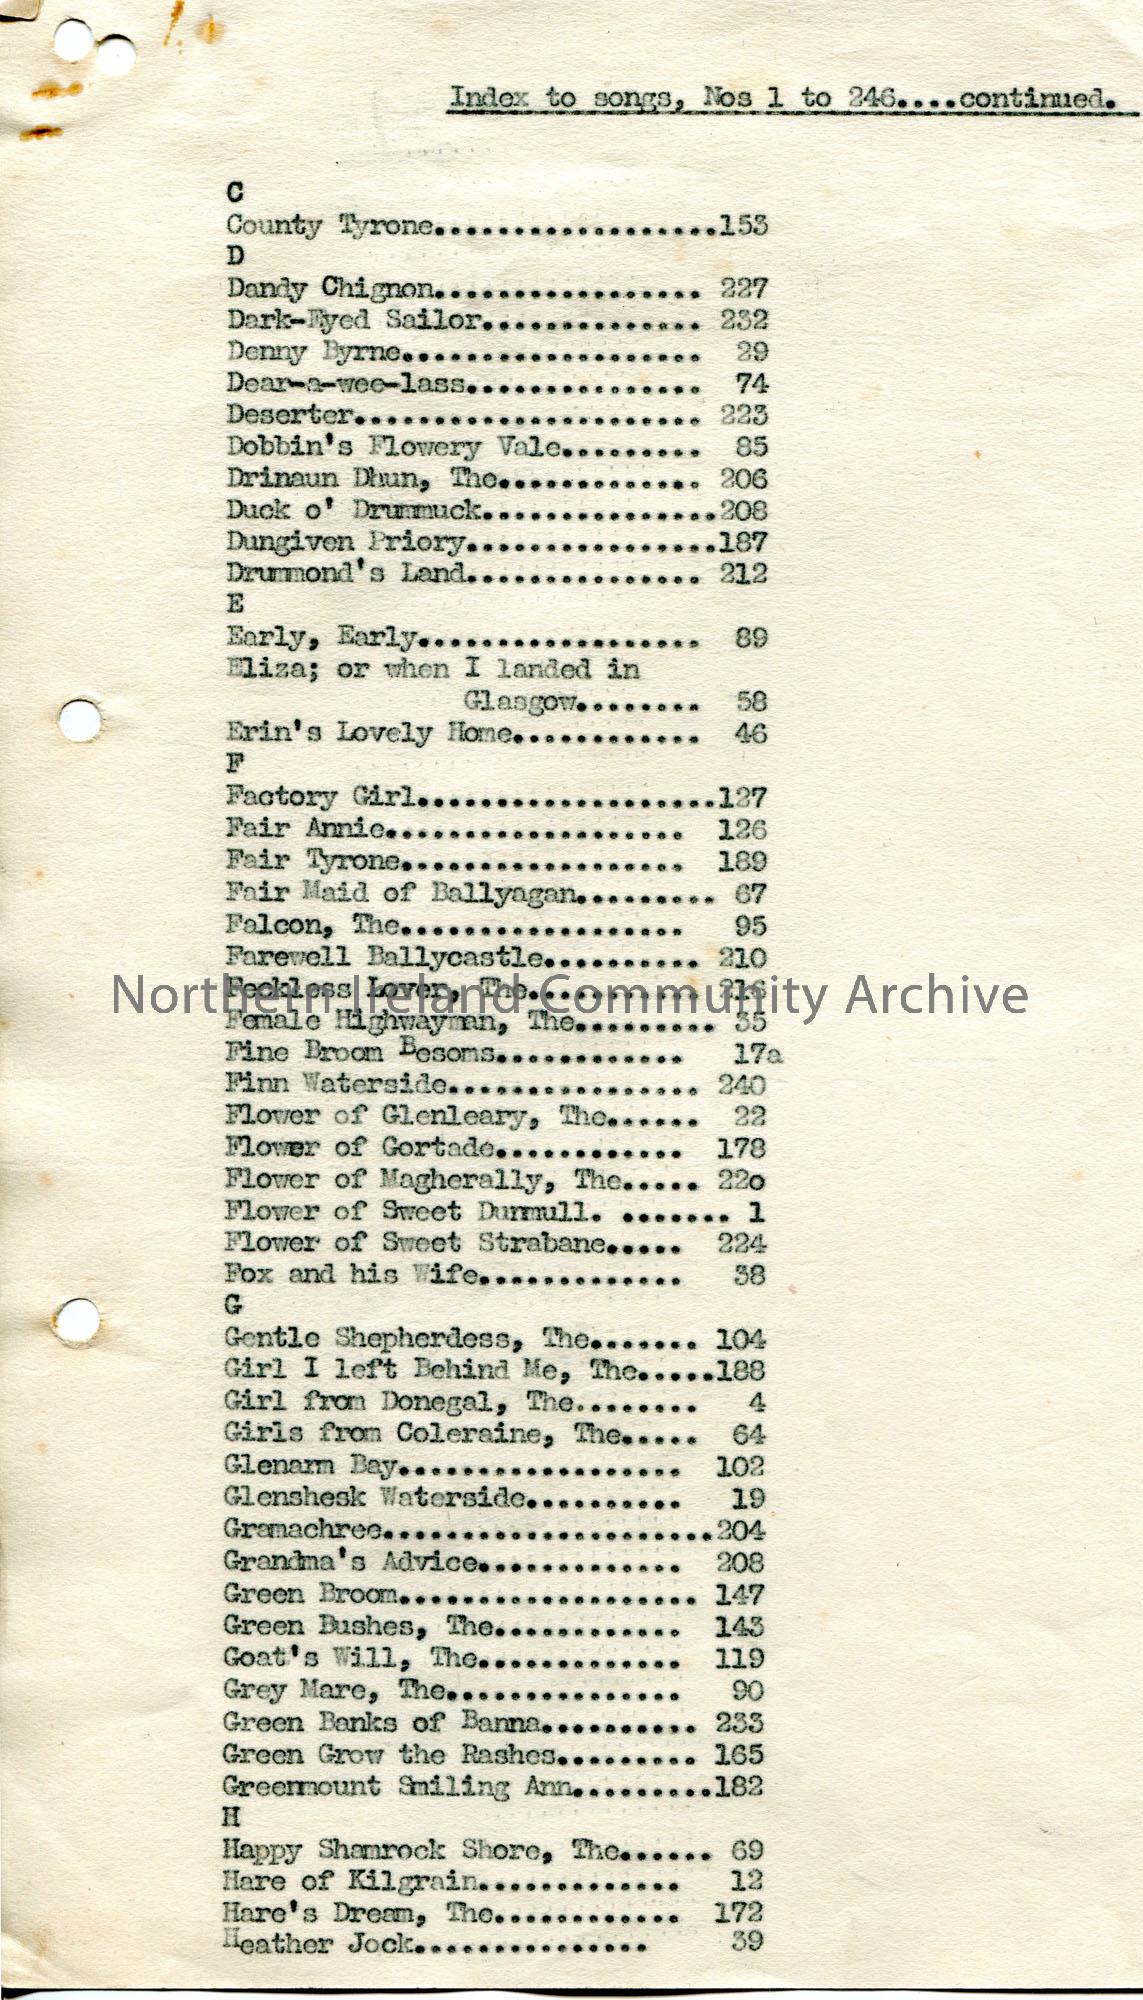 Index to songs, Nos 1 to 246....continued.
C
County Tyrone..................153
D
Dandy Chignon................. 227
Dark-Eyed Sailor.............. 232
Denny Byrne................... 29
Dear-a-wee-lass............... 74
Deserter...................... 223
Dobbin's Flowery Vale......... 85
Drinaun Dhun, The............. 206
Duck o' Drummuck...............208
Dungiven Priory................187
Drummond's Land............... 212
E
Early, Early.................. 89
Eliza; or when I landed in
Glasgow........ 58
Erin's Lovely Home............ 46
F
Factory Girl...................127
Fair Annie................... 126
Fair Tyrone.................. 189
Fair Maid of Ballyagan......... 67
Falcon, The.................. 95
Farewell Ballycastle.......... 210
Feckless Lover, The........... 216
Northern Ireland Community Archive
Female Highwayman, The......... 35
Fine Broom Besoms............ 17a
Finn Waterside................ 240
Flower of Glenleary, The...... 22
Flower of Gortade............ 178
Flower of Magherally, The..... 22o
Flower of Sweet Dunmull. ....... 1
Flower of Sweet Strabane..... 224
Fox and his Wife............. 38
G
Gentle Shepherdess, The....... 104
Girl I left Behind Me, The.....188
Girl from Donegal, The........ 4
Girls from Coleraine, The..... 64
Glenarm Bay.................. 102
Glenshesk Waterside.......... 19
Gramachree.....................204
Grandma's Advice............. 208
Green Broom................... 147
Green Bushes, The............ 143
Goat's Will, The............. 119
Grey Mare, The............... 90
Green Banks of Banna.......... 233
Green Grow the Rashes......... 165
Greenmount Smiling Ann.........182
H
Happy Shamrock Shore, The...... 69
Hare of Kilgrain............. 12
Hare's Dream, The............ 172
Heather Jock............... 39